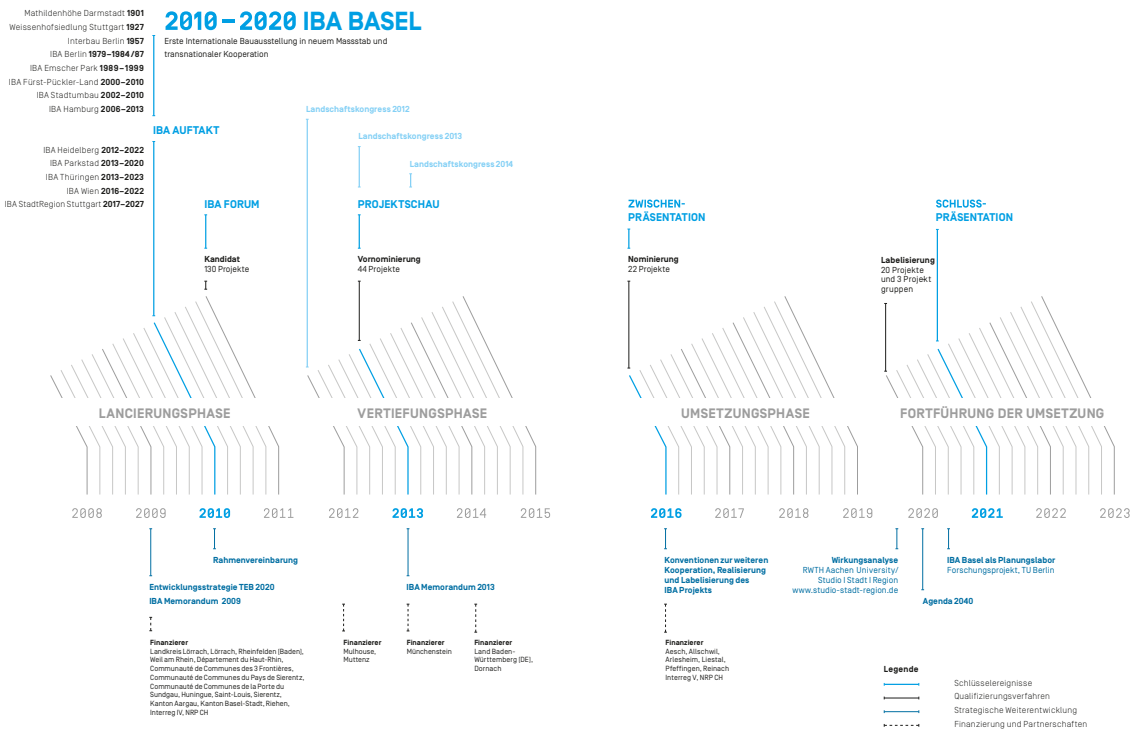 Mathildenhöhe Darmstadt 1901
Weissenhofsiedlung Stuttgart 1927
Interbau Berlin 1957
IBA Berlin 1979–1984/87
IBA Emscher Park 1989–1999
IBA Fürst-Pückler-Land 2000–2010
IBA Stadtumbau 2002–2010
IBA Hamburg 2006–2013
2010–2020 IBA BASEL
Erste Internationale Bauausstellung in neuem Massstab und
transnationaler Kooperation
IBA AUFTAKT
IBA Heidelberg 2012–2022
IBA Parkstad 2013–2020
IBA Thüringen 2013–2023
IBA Wien 2016–2022
IBA StadtRegion Stuttgart 2017–2027
Landschaftskongress 2012
Landschaftskongress 2013
Landschaftskongress 2014
IBA FORUM
PROJEKTSCHAU
ZWISCHEN-
PRÄSENTATION
SCHLUSS-
PRÄSENTATION
Kandidat
130 Projekte
Vornominierung
44 Projekte
Nominierung
22 Projekte
Labelisierung
20 Projekte
und 3 Projekt
gruppen
LANCIERUNGSPHASE
VERTIEFUNGSPHASE
UMSETZUNGSPHASE
FORTFÜHRUNG DER UMSETZUNG
2008 2009 2010 2011 2012 2013 2014 2015 2016 2017 2018 2019 2020 2021 2022 2023
Rahmenvereinbarung
Entwicklungsstrategie TEB 2020
IBA Memorandum 2009
IBA Memorandum 2013
Konventionen zur weiteren
Kooperation, Realisierung
und Labelisierung des
IBA Projekts
Wirkungsanalyse
RWTH Aachen University/
Studio | Stadt | Region
www.studio-stadt-region.de
IBA Basel als Planungslabor
Forschungsprojekt, TU Berlin
Agenda 2040
Finanzierer
Landkreis Lörrach, Lörrach, Rheinfelden (Baden),
Weil am Rhein, Département du Haut-Rhin,
Communauté de Communes des 3 Frontières,
Communauté de Communes du Pays de Sierentz,
Communauté de Communes de la Porte du
Sundgau, Huningue, Saint-Louis, Sierentz,
Kanton Aargau, Kanton Basel-Stadt, Riehen,
Interreg IV, NRP CH
Finanzierer
Mulhouse,
Muttenz
Finanzierer
Münchenstein
Finanzierer
Land Baden-
Württemberg (DE),
Dornach
Finanzierer
Aesch, Allschwil,
Arlesheim, Liestal,
Pfeffingen, Reinach
Interreg V, NRP CH
Legende
Schlüsselereignisse
Qualifizierungsverfahren
Strategische Weiterentwicklung
Finanzierung und Partnerschaften